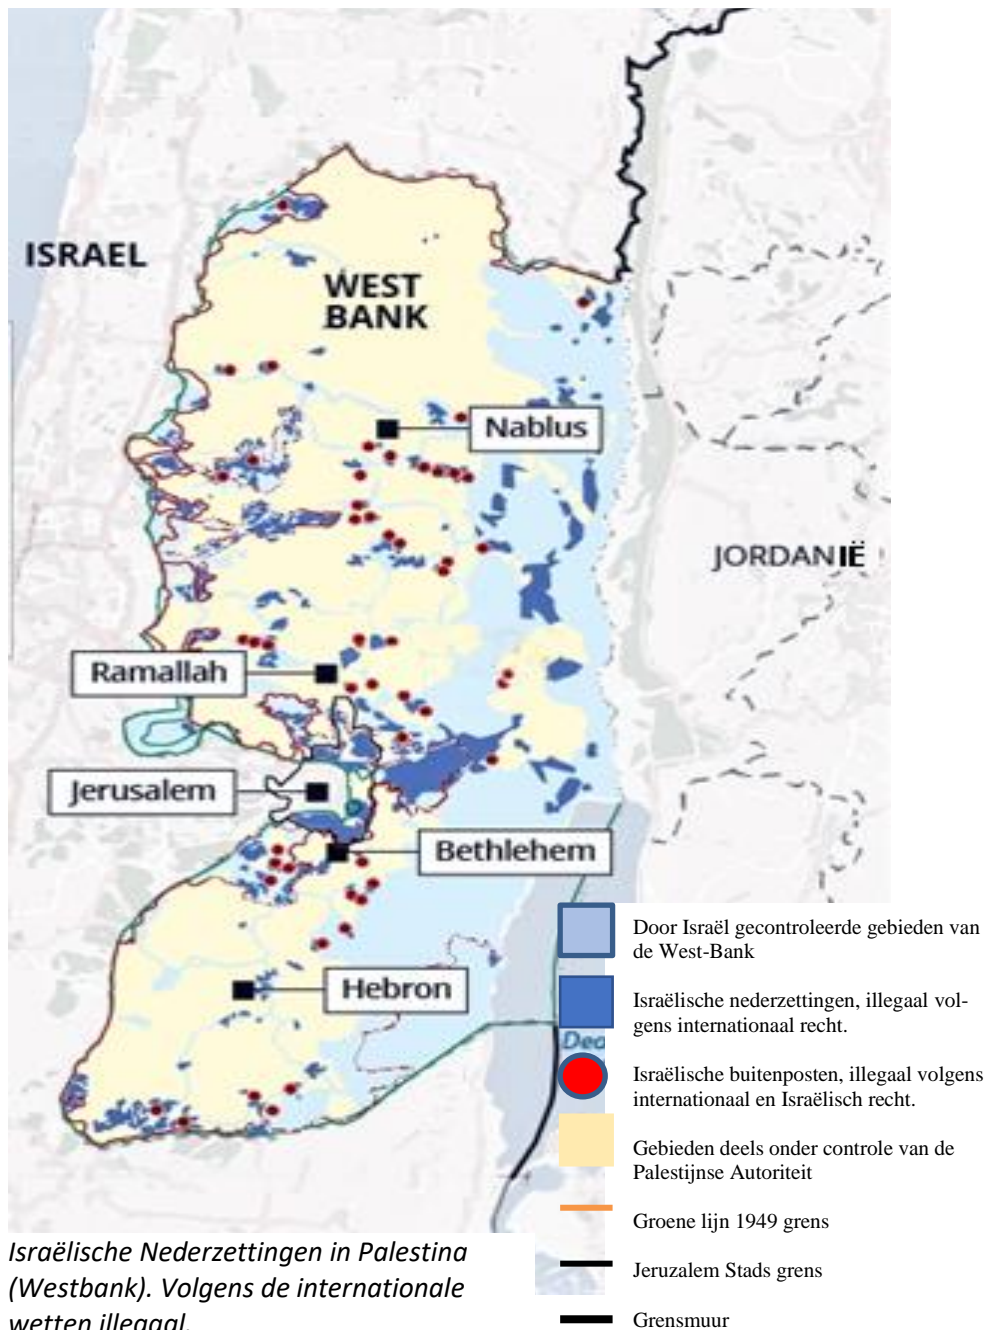 ISRAEL
WEST
BANK
Nablus
JORDANIË
Ramallah
Jerusalem
Bethlehem
Hebron
Dea
Door Israël gecontroleerde gebieden van
de West-Bank
Israëlische nederzettingen, illegaal vol-
gens internationaal recht.
Israëlische buitenposten, illegaal volgens
internationaal en Israëlisch recht.
Gebieden deels onder controle van de
Palestijnse Autoriteit
Groene lijn 1949 grens
Jeruzalem Stads grens
Grensmuur
Israëlische Nederzettingen in Palestina
(Westbank). Volgens de internationale
wetten illegaal.